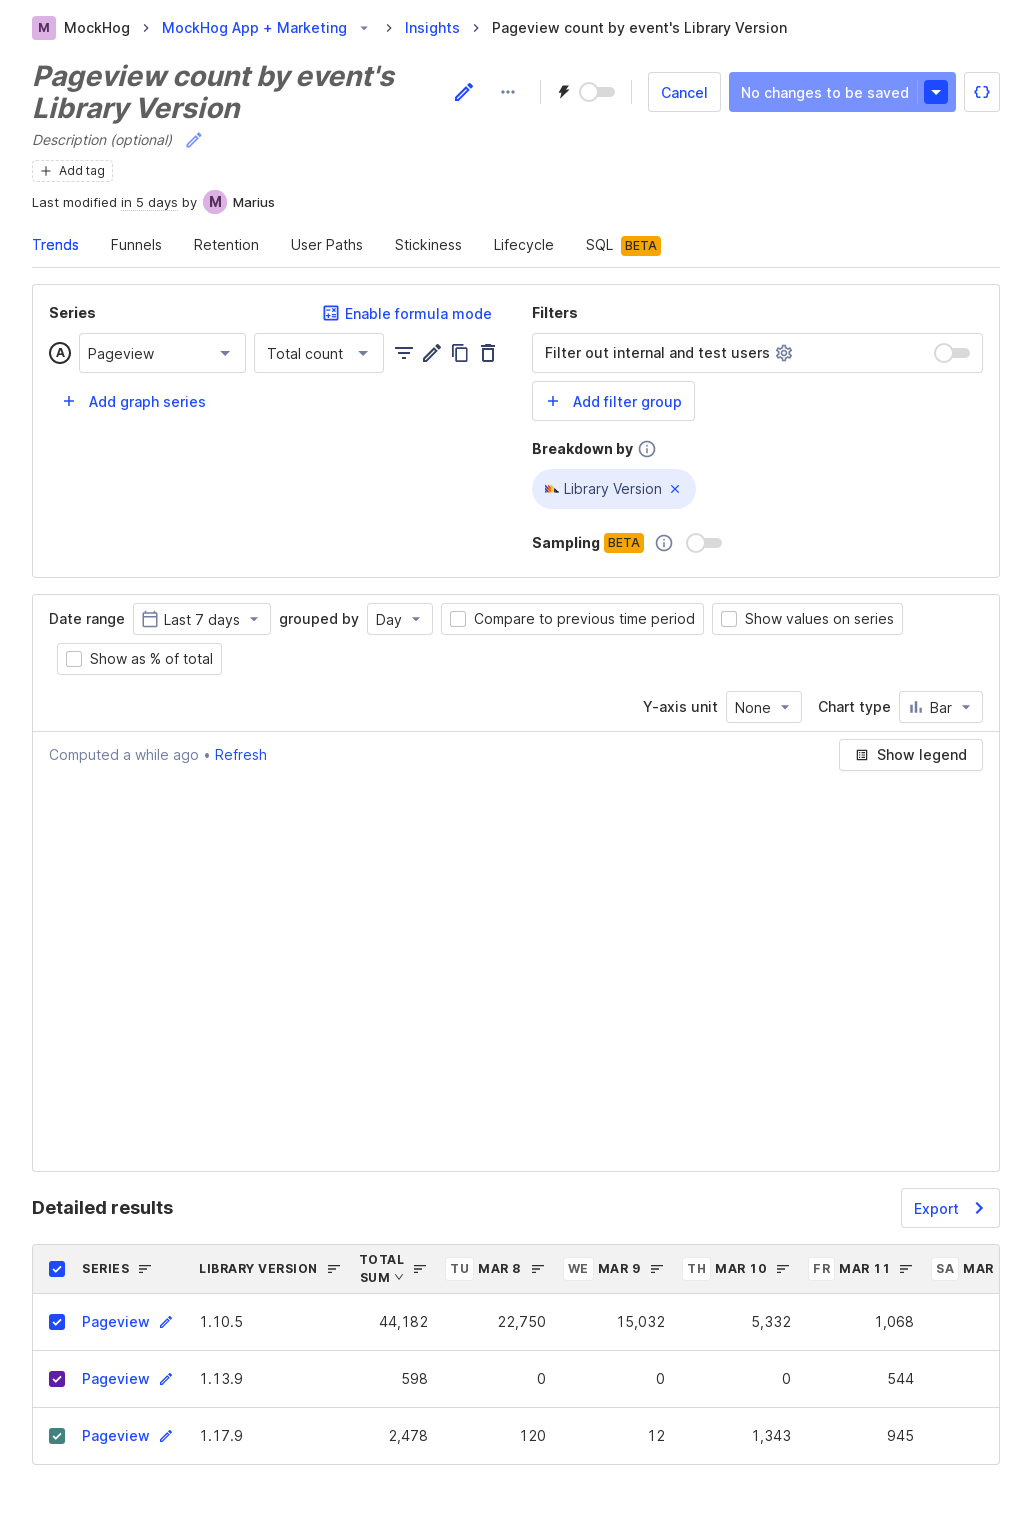 M MockHog > MockHog App + Marketing > Insights > Pageview count by event's Library Version
Pageview count by event's
Library Version
Cancel No changes to be saved
Description (optional)
Add tag
Last modified in 5 days by M Marius
Trends Funnels Retention User Paths Stickiness Lifecycle SQL BETA
Series Enable formula mode
A Pageview Total count
Add graph series
Filters
Filter out internal and test users
Add filter group
Breakdown by
Library Version
Sampling BETA
Date range Last 7 days grouped by Day Compare to previous time period Show values on series
Show as % of total
Y-axis unit None Chart type Bar
Computed a while ago • Refresh Show legend
Detailed results Export
SERIES LIBRARY VERSION TOTAL SUM TU MAR 8 WE MAR 9 TH MAR 10 FR MAR 11 SA MAR
Pageview 1.10.5 44,182 22,750 15,032 5,332 1,068
Pageview 1.13.9 598 0 0 0 544
Pageview 1.17.9 2,478 120 12 1,343 945